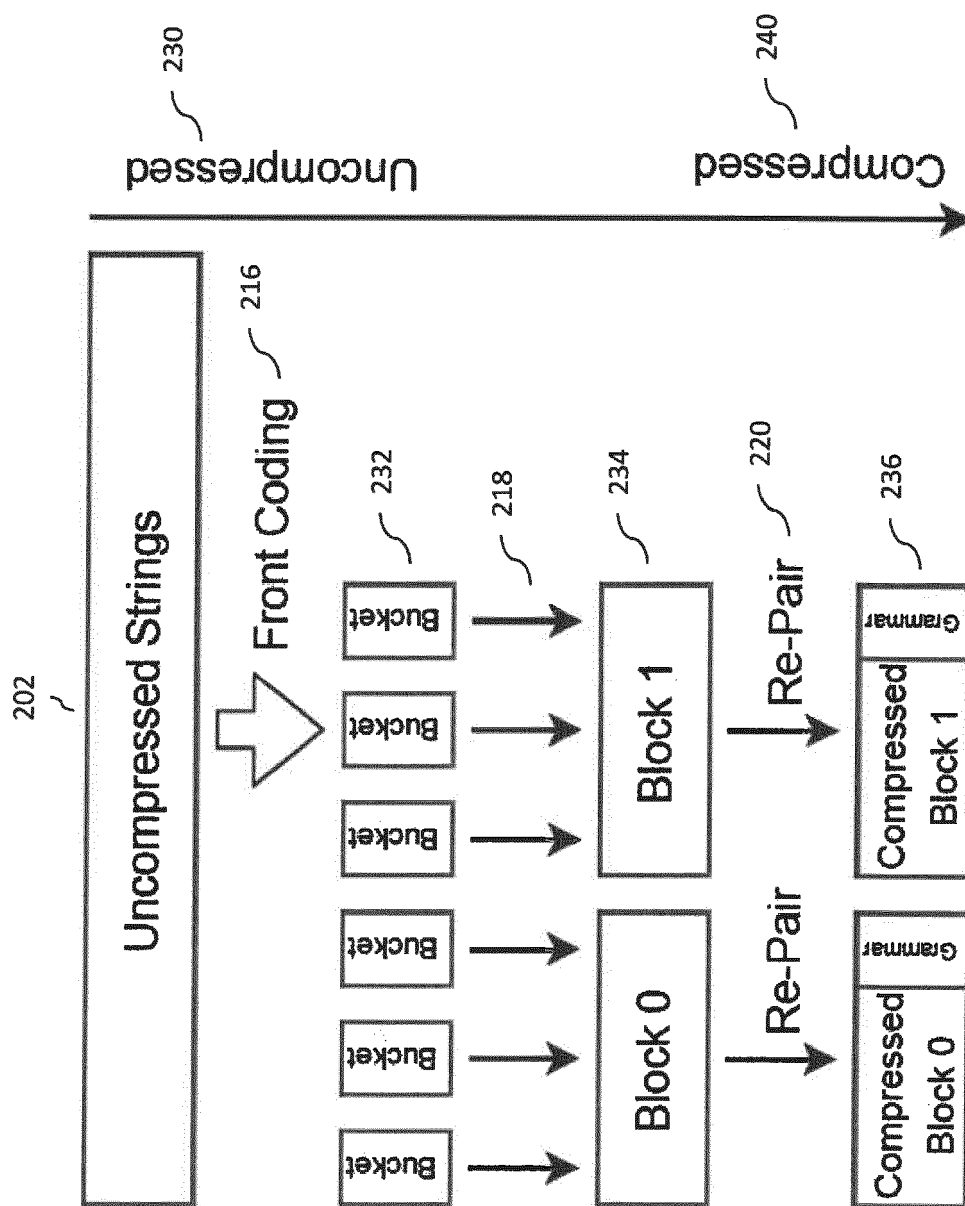 202
Uncompressed Strings
Uncompressed
230
Front Coding
216
Bucket
Bucket
Bucket
Bucket
Bucket
Bucket
232
218
Block 0
Block 1
234
Re-Pair
Re-Pair
220
Compressed
Block 0
Grammar
Compressed
Block 1
Grammar
236
Compressed
240